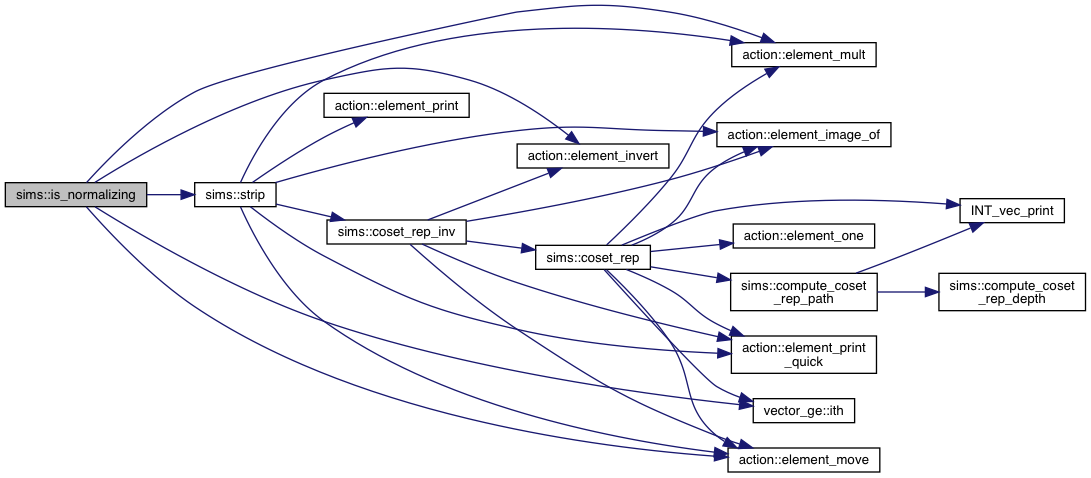 sims::is_normalizing
sims::strip
action::element_print
sims::coset_rep_inv
action::element_invert
sims::coset_rep
action::element_mult
action::element_image_of
action::element_one
sims::compute_coset
_rep_path
action::element_print
_quick
vector_ge::ith
action::element_move
INT_vec_print
sims::compute_coset
_rep_depth